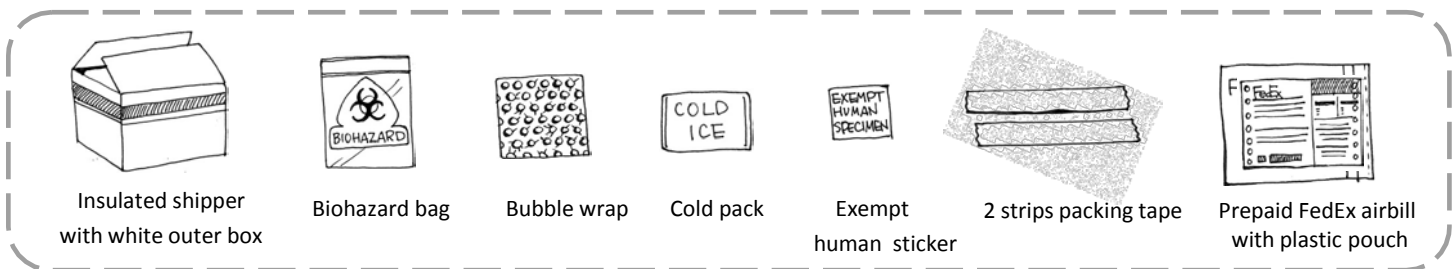 BIOHAZARD
COLD
ICE
EXEMPT
HUMAN
SPECIMEN
F
FedEx
Insulated shipper
with white outer box
Biohazard bag
Bubble wrap
Cold pack
Exempt
human sticker
2 strips packing tape
Prepaid FedEx airbill
with plastic pouch